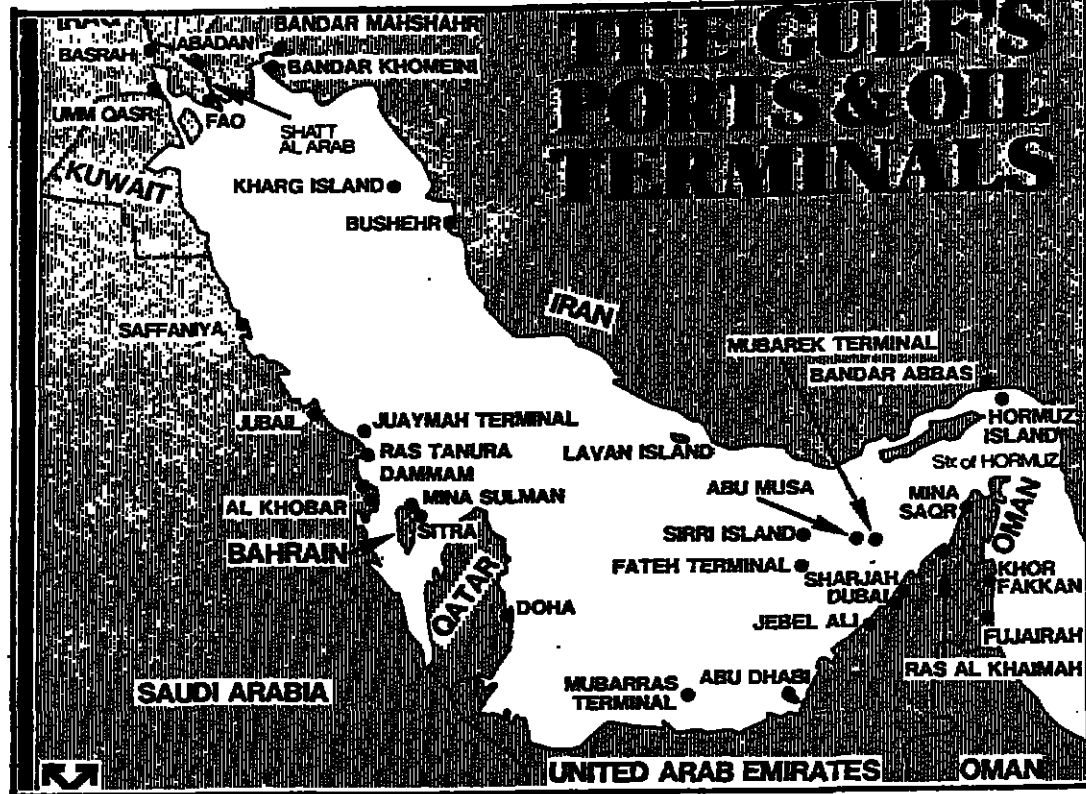 THE GULF'S
PORTS & OIL
TERMINALS
BANDAR MAHSHAHR
ABADAN
BASRAH
BANDAR KHOMEINI
UMM QASR
FAO
SHATT
AL ARAB
KUWAIT
KHARG ISLAND
BUSHEHR
IRAN
SAFFANIYA
MUBAREK TERMINAL
BANDAR ABBAS
JUBAIL
JUAYMAH TERMINAL
HORMUZ
ISLAND
RAS TANURA
LAVAN ISLAND
Str. of HORMUZ
DAMMAM
ABU MUSA
MINA
SAQR
OMAN
AL KHOBAR
MINA SULMAN
SITRA
SIRRI ISLAND
BAHRAIN
FATEH TERMINAL
KHOR
FAKKAN
SHARJAH
DUBAI
QATAR
DOHA
JEBEL ALI
FUJAIRAH
RAS AL KHAIMAH
SAUDI ARABIA
MUBARRAS
TERMINAL
ABU DHABI
UNITED ARAB EMIRATES
OMAN